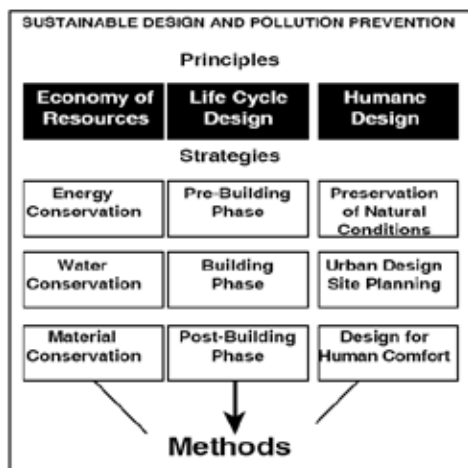 SUSTAINABLE DESIGN AND POLLUTION PREVENTION
Principles
Economy of
Resources
Life Cycle
Design
Humane
Design
Strategies
Energy
Conservation
Pre-Building
Phase
Preservation
of Natural
Conditions
Water
Conservation
Building
Phase
Urban Design
Site Planning
Material
Conservation
Post-Building
Phase
Design for
Human Comfort
Methods